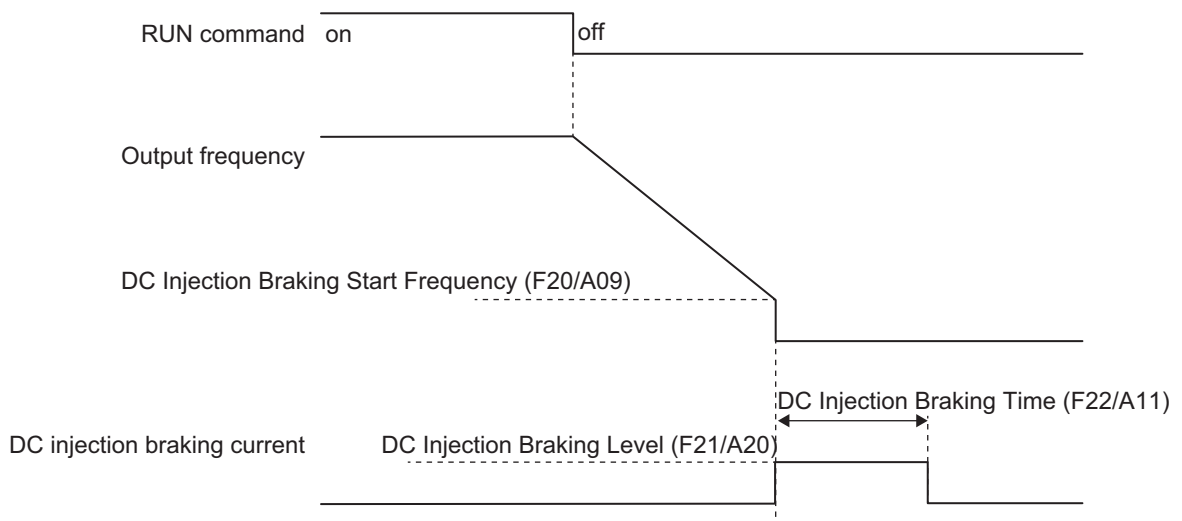 RUN command on off
Output frequency
DC Injection Braking Start Frequency (F20/A09)
DC Injection Braking Time (F22/A11)
DC injection braking current DC Injection Braking Level (F21/A20)